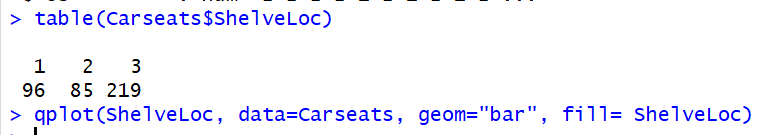 > table(Carseats$ShelveLoc)
1 2 3
96 85 219
> qplot(ShelveLoc, data=Carseats, geom="bar", fill= ShelveLoc)
>